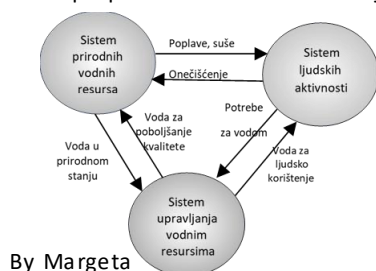 Sistem
prirodnih
vodnih
resursa
Poplave, suše
Onečišćenje
Sistem
ljudskih
aktivnosti
Voda u
prirodnom
stanju
Voda za
poboljšanje
kvalitete
Potrebe
za vodom
Voda za
ljudsko
korištenje
Sistem
upravljanja
vodnim
resursima
By Margeta